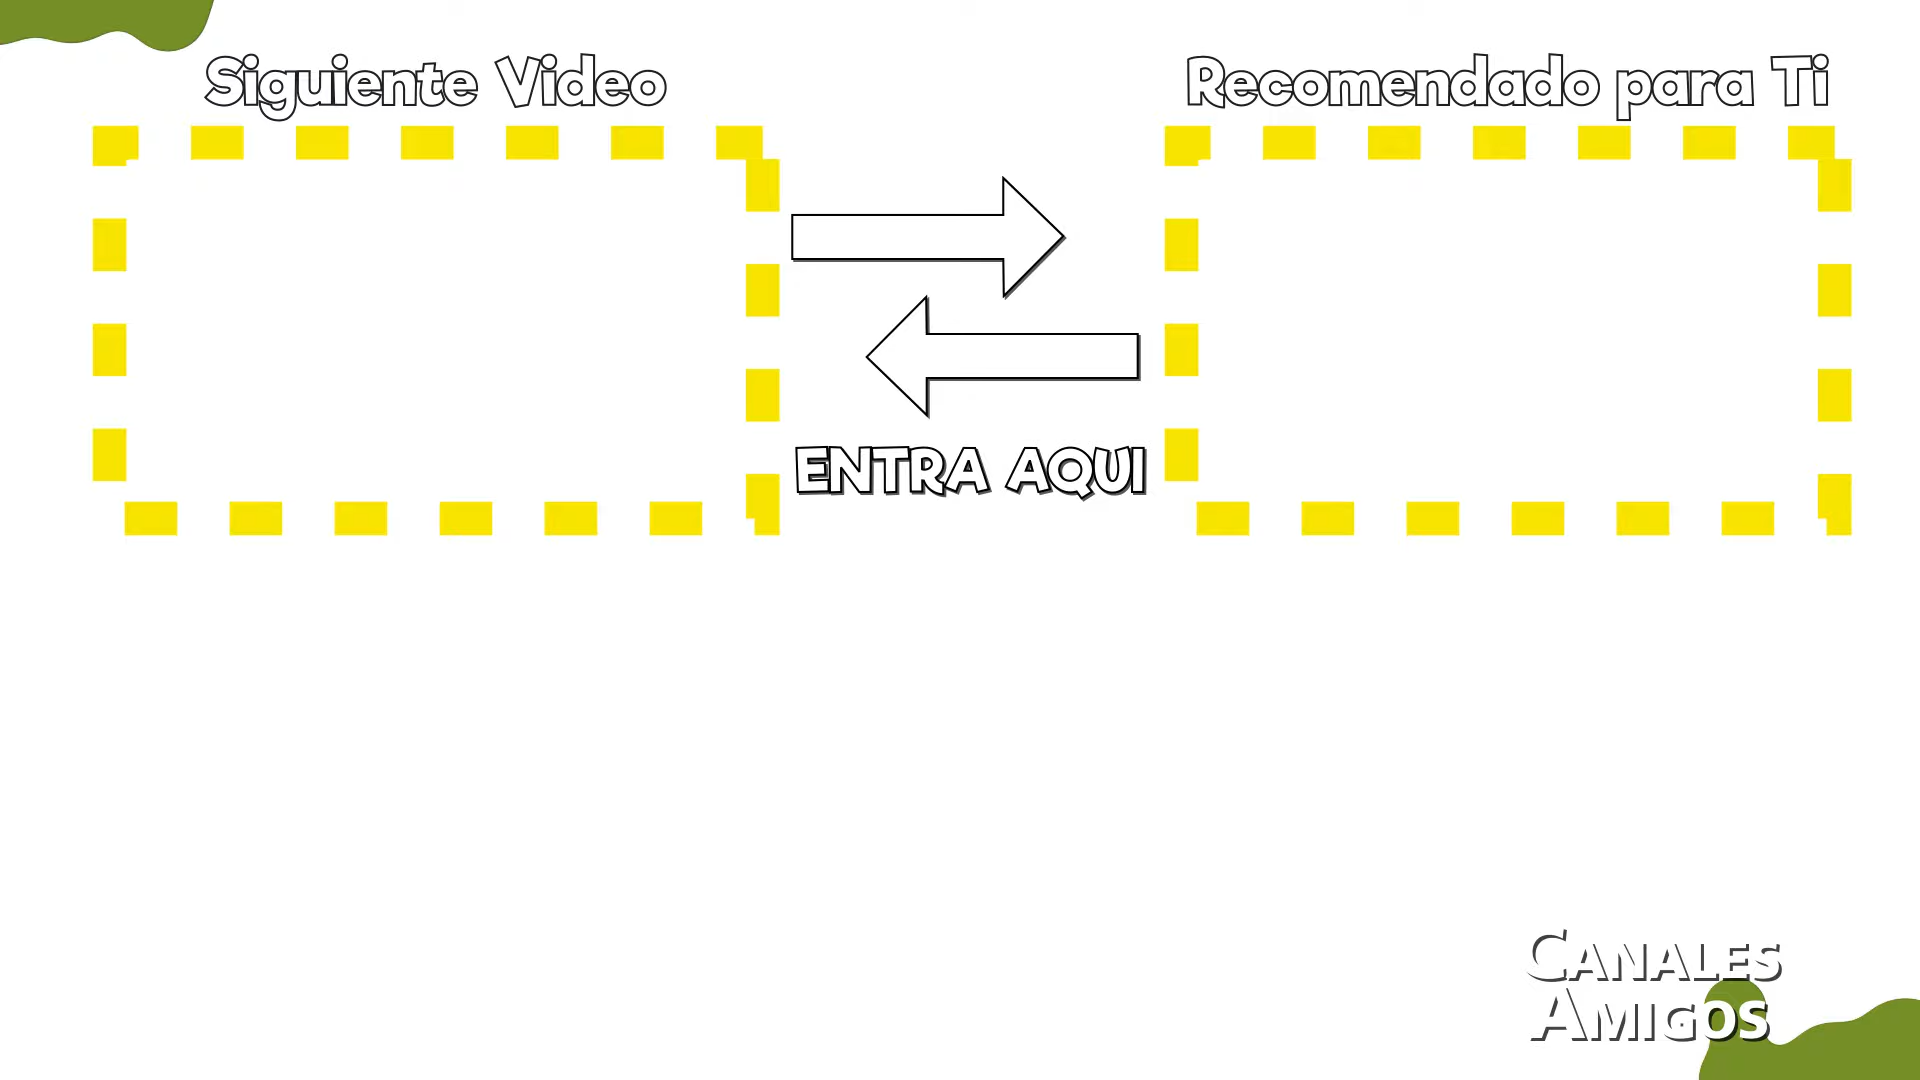 Siguiente Video
Recomendado para Ti
ENTRA AQUI
CANALES
AMIGOS